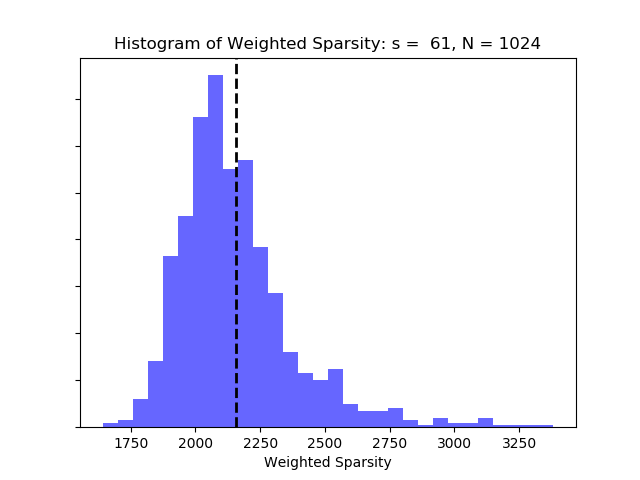 Histogram of Weighted Sparsity: s =  61, N = 1024
1750 2000 2250 2500 2750 3000 3250
Weighted Sparsity